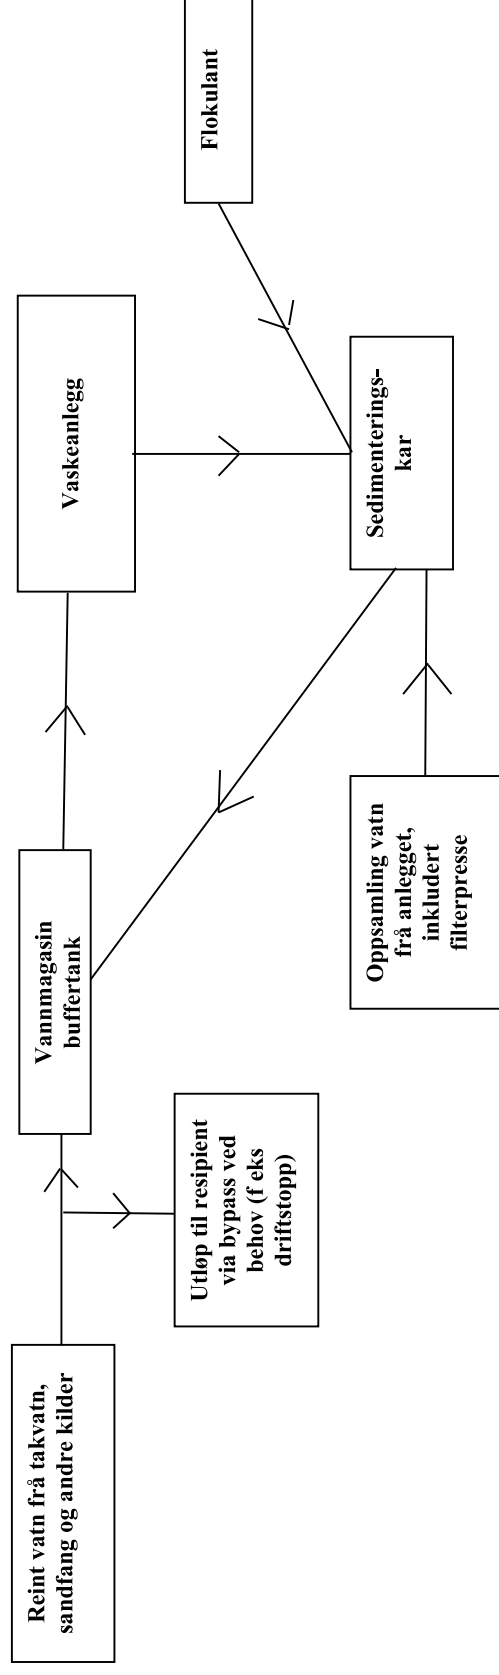 Reint vatn frå takvatn,
sandfang og andre kilder
Utløp til resipient
via bypass ved
behov (f eks
driftstopp)
Vannmagasin
buffertank
Oppsamling vatn
frå anlegget,
inkludert
filterpresse
Vaskeanlegg
Sedimenterings-
kar
Flokulant